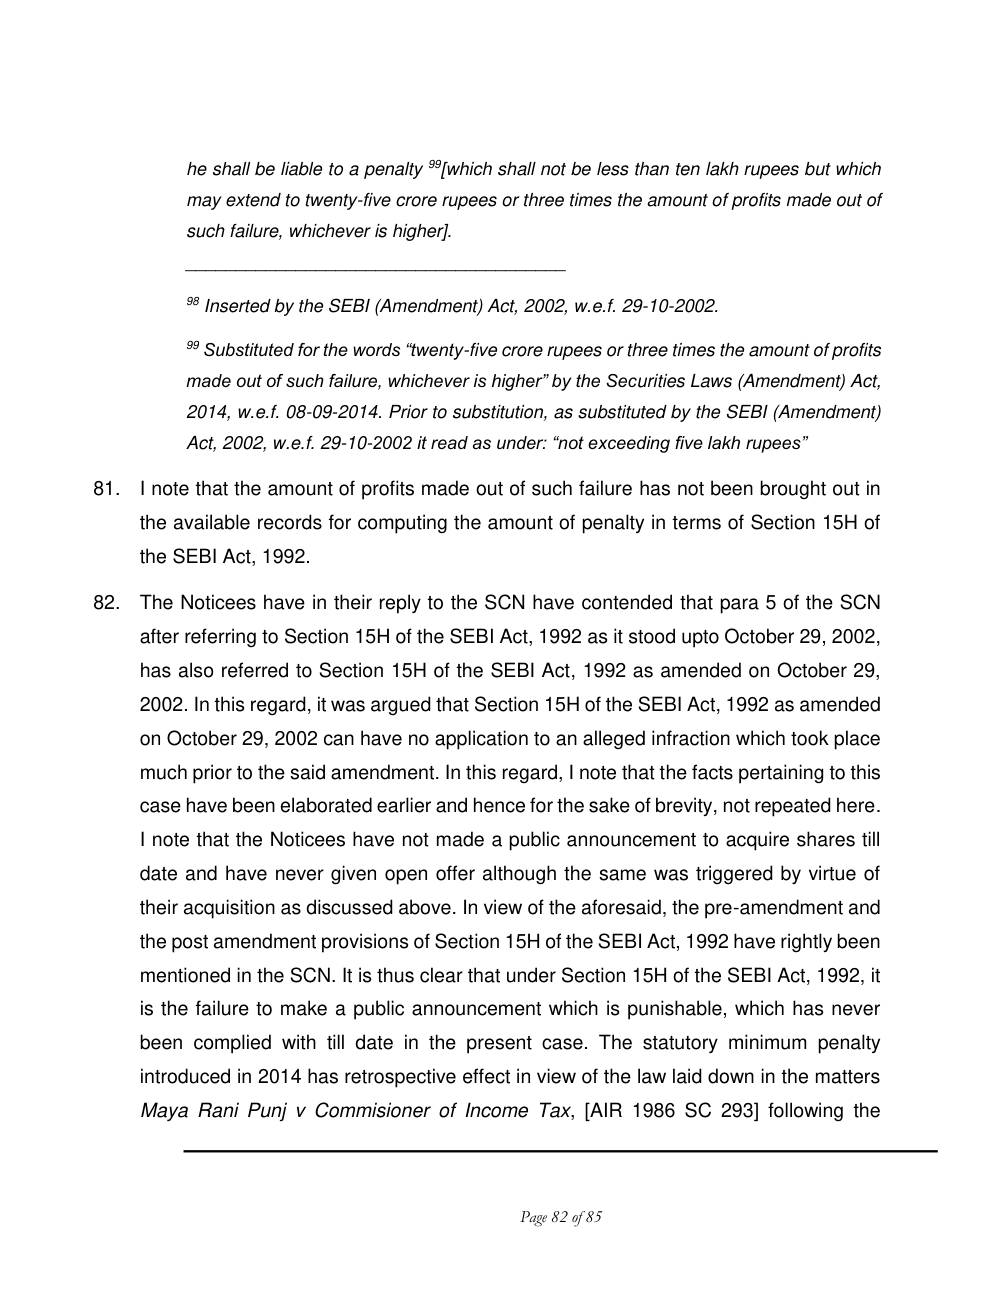 he shall be liable to a penalty 99[which shall not be less than ten lakh rupees but which
may extend to twenty-five crore rupees or three times the amount of profits made out of
such failure, whichever is higher].
______________________________________
98 Inserted by the SEBI (Amendment) Act, 2002, w.e.f. 29-10-2002.
99 Substituted for the words “twenty-five crore rupees or three times the amount of profits
made out of such failure, whichever is higher” by the Securities Laws (Amendment) Act,
2014, w.e.f. 08-09-2014. Prior to substitution, as substituted by the SEBI (Amendment)
Act, 2002, w.e.f. 29-10-2002 it read as under: “not exceeding five lakh rupees”
81. I note that the amount of profits made out of such failure has not been brought out in
the available records for computing the amount of penalty in terms of Section 15H of
the SEBI Act, 1992.
82. The Noticees have in their reply to the SCN have contended that para 5 of the SCN
after referring to Section 15H of the SEBI Act, 1992 as it stood upto October 29, 2002,
has also referred to Section 15H of the SEBI Act, 1992 as amended on October 29,
2002. In this regard, it was argued that Section 15H of the SEBI Act, 1992 as amended
on October 29, 2002 can have no application to an alleged infraction which took place
much prior to the said amendment. In this regard, I note that the facts pertaining to this
case have been elaborated earlier and hence for the sake of brevity, not repeated here.
I note that the Noticees have not made a public announcement to acquire shares till
date and have never given open offer although the same was triggered by virtue of
their acquisition as discussed above. In view of the aforesaid, the pre-amendment and
the post amendment provisions of Section 15H of the SEBI Act, 1992 have rightly been
mentioned in the SCN. It is thus clear that under Section 15H of the SEBI Act, 1992, it
is the failure to make a public announcement which is punishable, which has never
been complied with till date in the present case. The statutory minimum penalty
introduced in 2014 has retrospective effect in view of the law laid down in the matters
Maya Rani Punj v Commisioner of Income Tax, [AIR 1986 SC 293] following the
Page 82 of 85